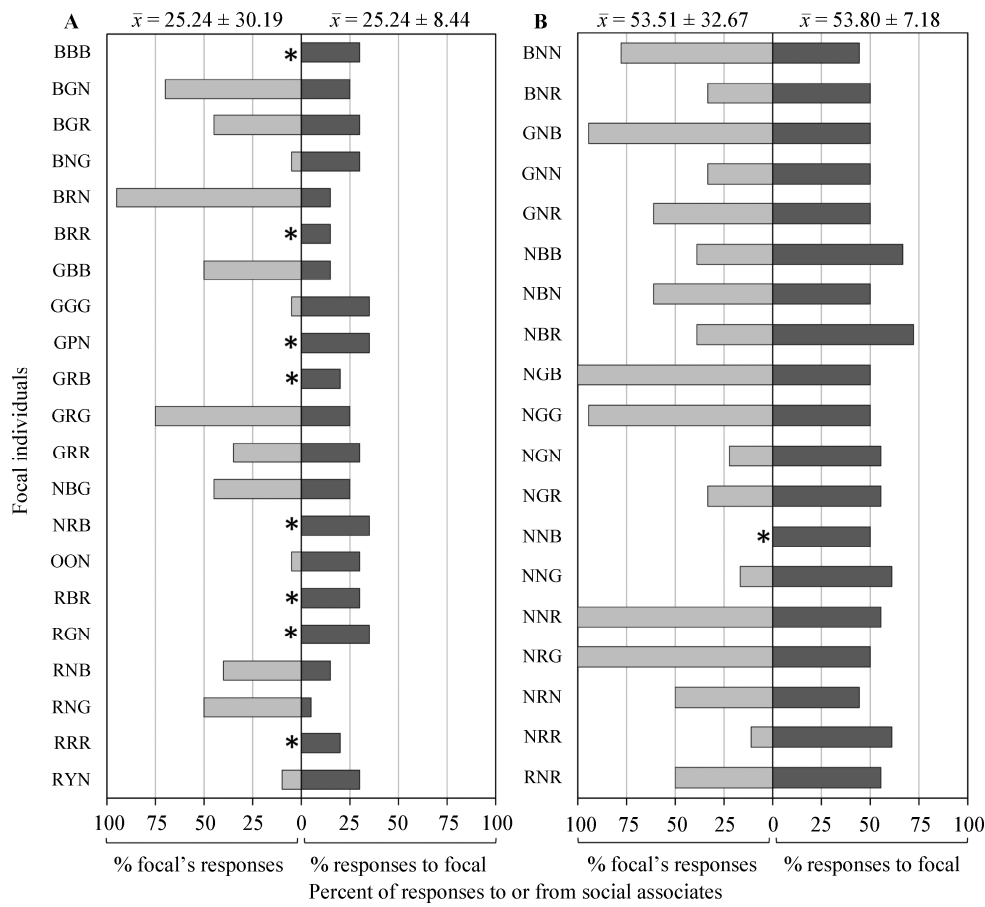 A x̄ = 25.24 ± 30.19 x̄ = 25.24 ± 8.44
BBB *
BGN
BGR
BNG
BRN
BRR *
GBB
GGG
GPN *
GRB *
GRG
GRR
NBG
NRB *
OON
RBR *
RGN *
RNB
RNG
RRR *
RYN
100 75 50 25 0 25 50 75 100
% focal's responses % responses to focal
B x̄ = 53.51 ± 32.67 x̄ = 53.80 ± 7.18
BNN
BNR
GNB
GNN
GNR
NBB
NBN
NBR
NGB
NGG
NGN
NGR
NNB *
NNG
NNR
NRG
NRN
NRR
RNR
100 75 50 25 0 25 50 75 100
% focal's responses % responses to focal
Focal individuals
Percent of responses to or from social associates